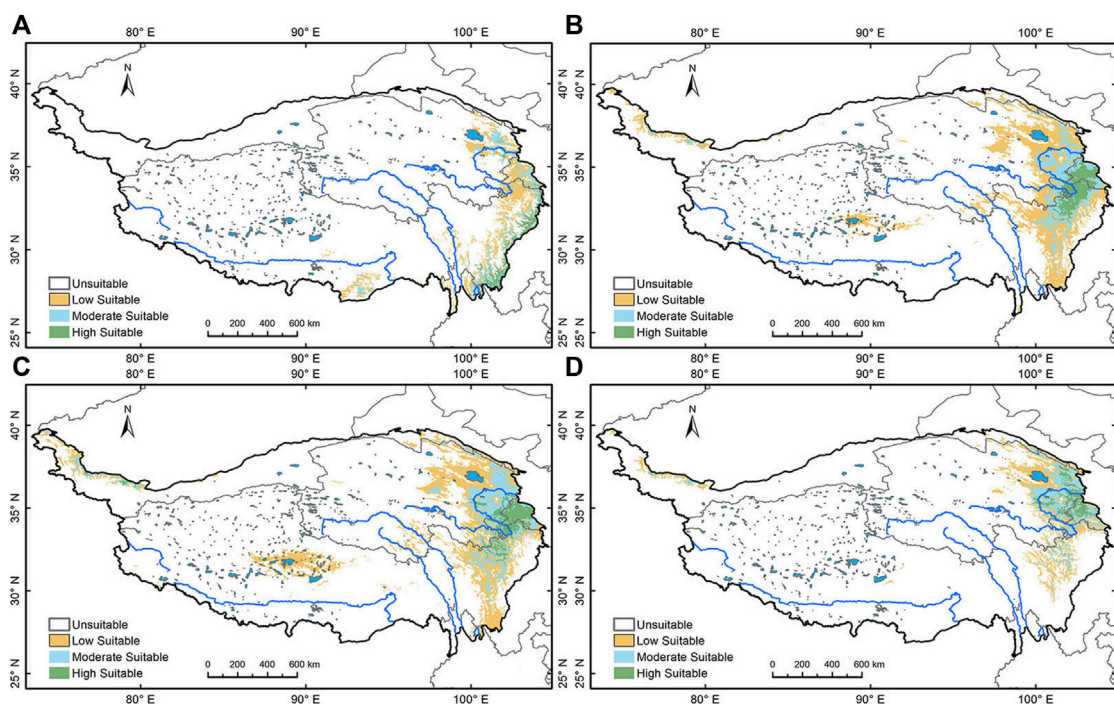 A
80° E 90° E 100° E
40° N
35° N
30° N
25° N
N
Unsuitable
Low Suitable
Moderate Suitable
High Suitable
0 200 400 600 km
B
80° E 90° E 100° E
40° N
35° N
30° N
25° N
N
Unsuitable
Low Suitable
Moderate Suitable
High Suitable
0 200 400 600 km
80° E 90° E 100° E
80° E 90° E 100° E
C
40° N
35° N
30° N
25° N
N
Unsuitable
Low Suitable
Moderate Suitable
High Suitable
0 200 400 600 km
80° E 90° E 100° E
D
40° N
35° N
30° N
25° N
N
Unsuitable
Low Suitable
Moderate Suitable
High Suitable
0 200 400 600 km
80° E 90° E 100° E